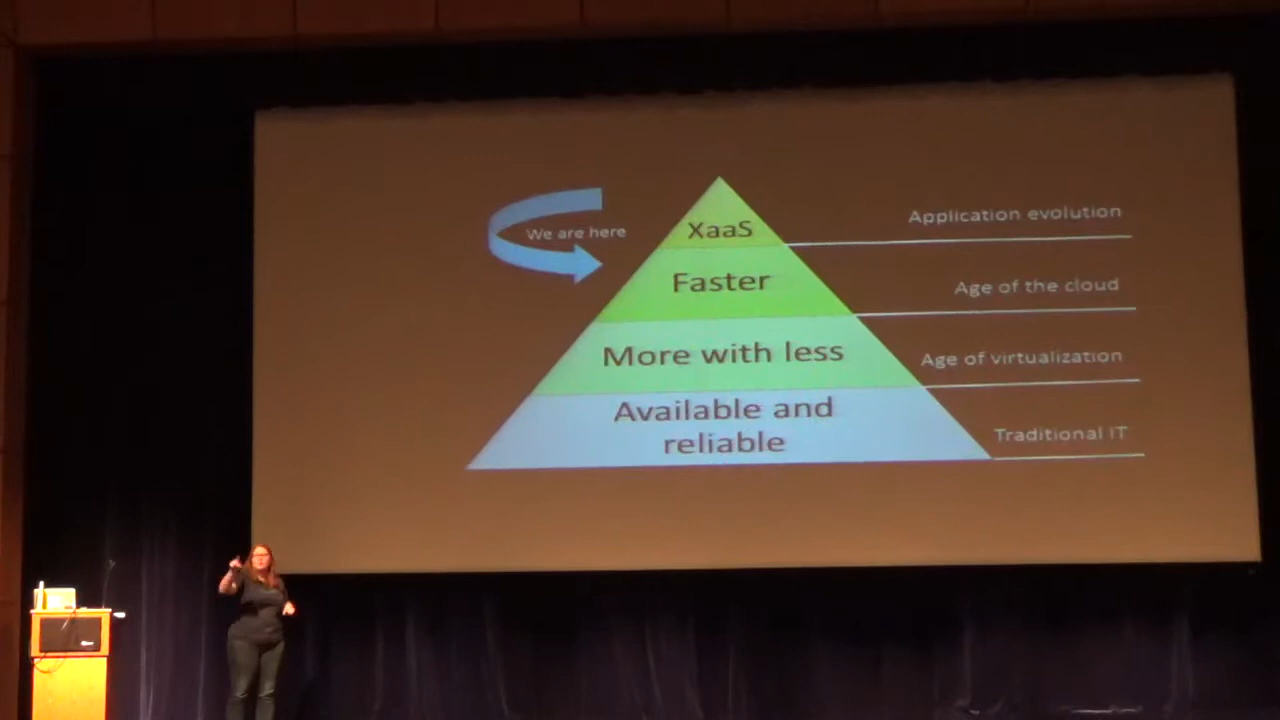 Application evolution
XaaS
We are here
Faster
Age of the cloud
More with less
Age of virtualization
Available and
reliable
Traditional IT